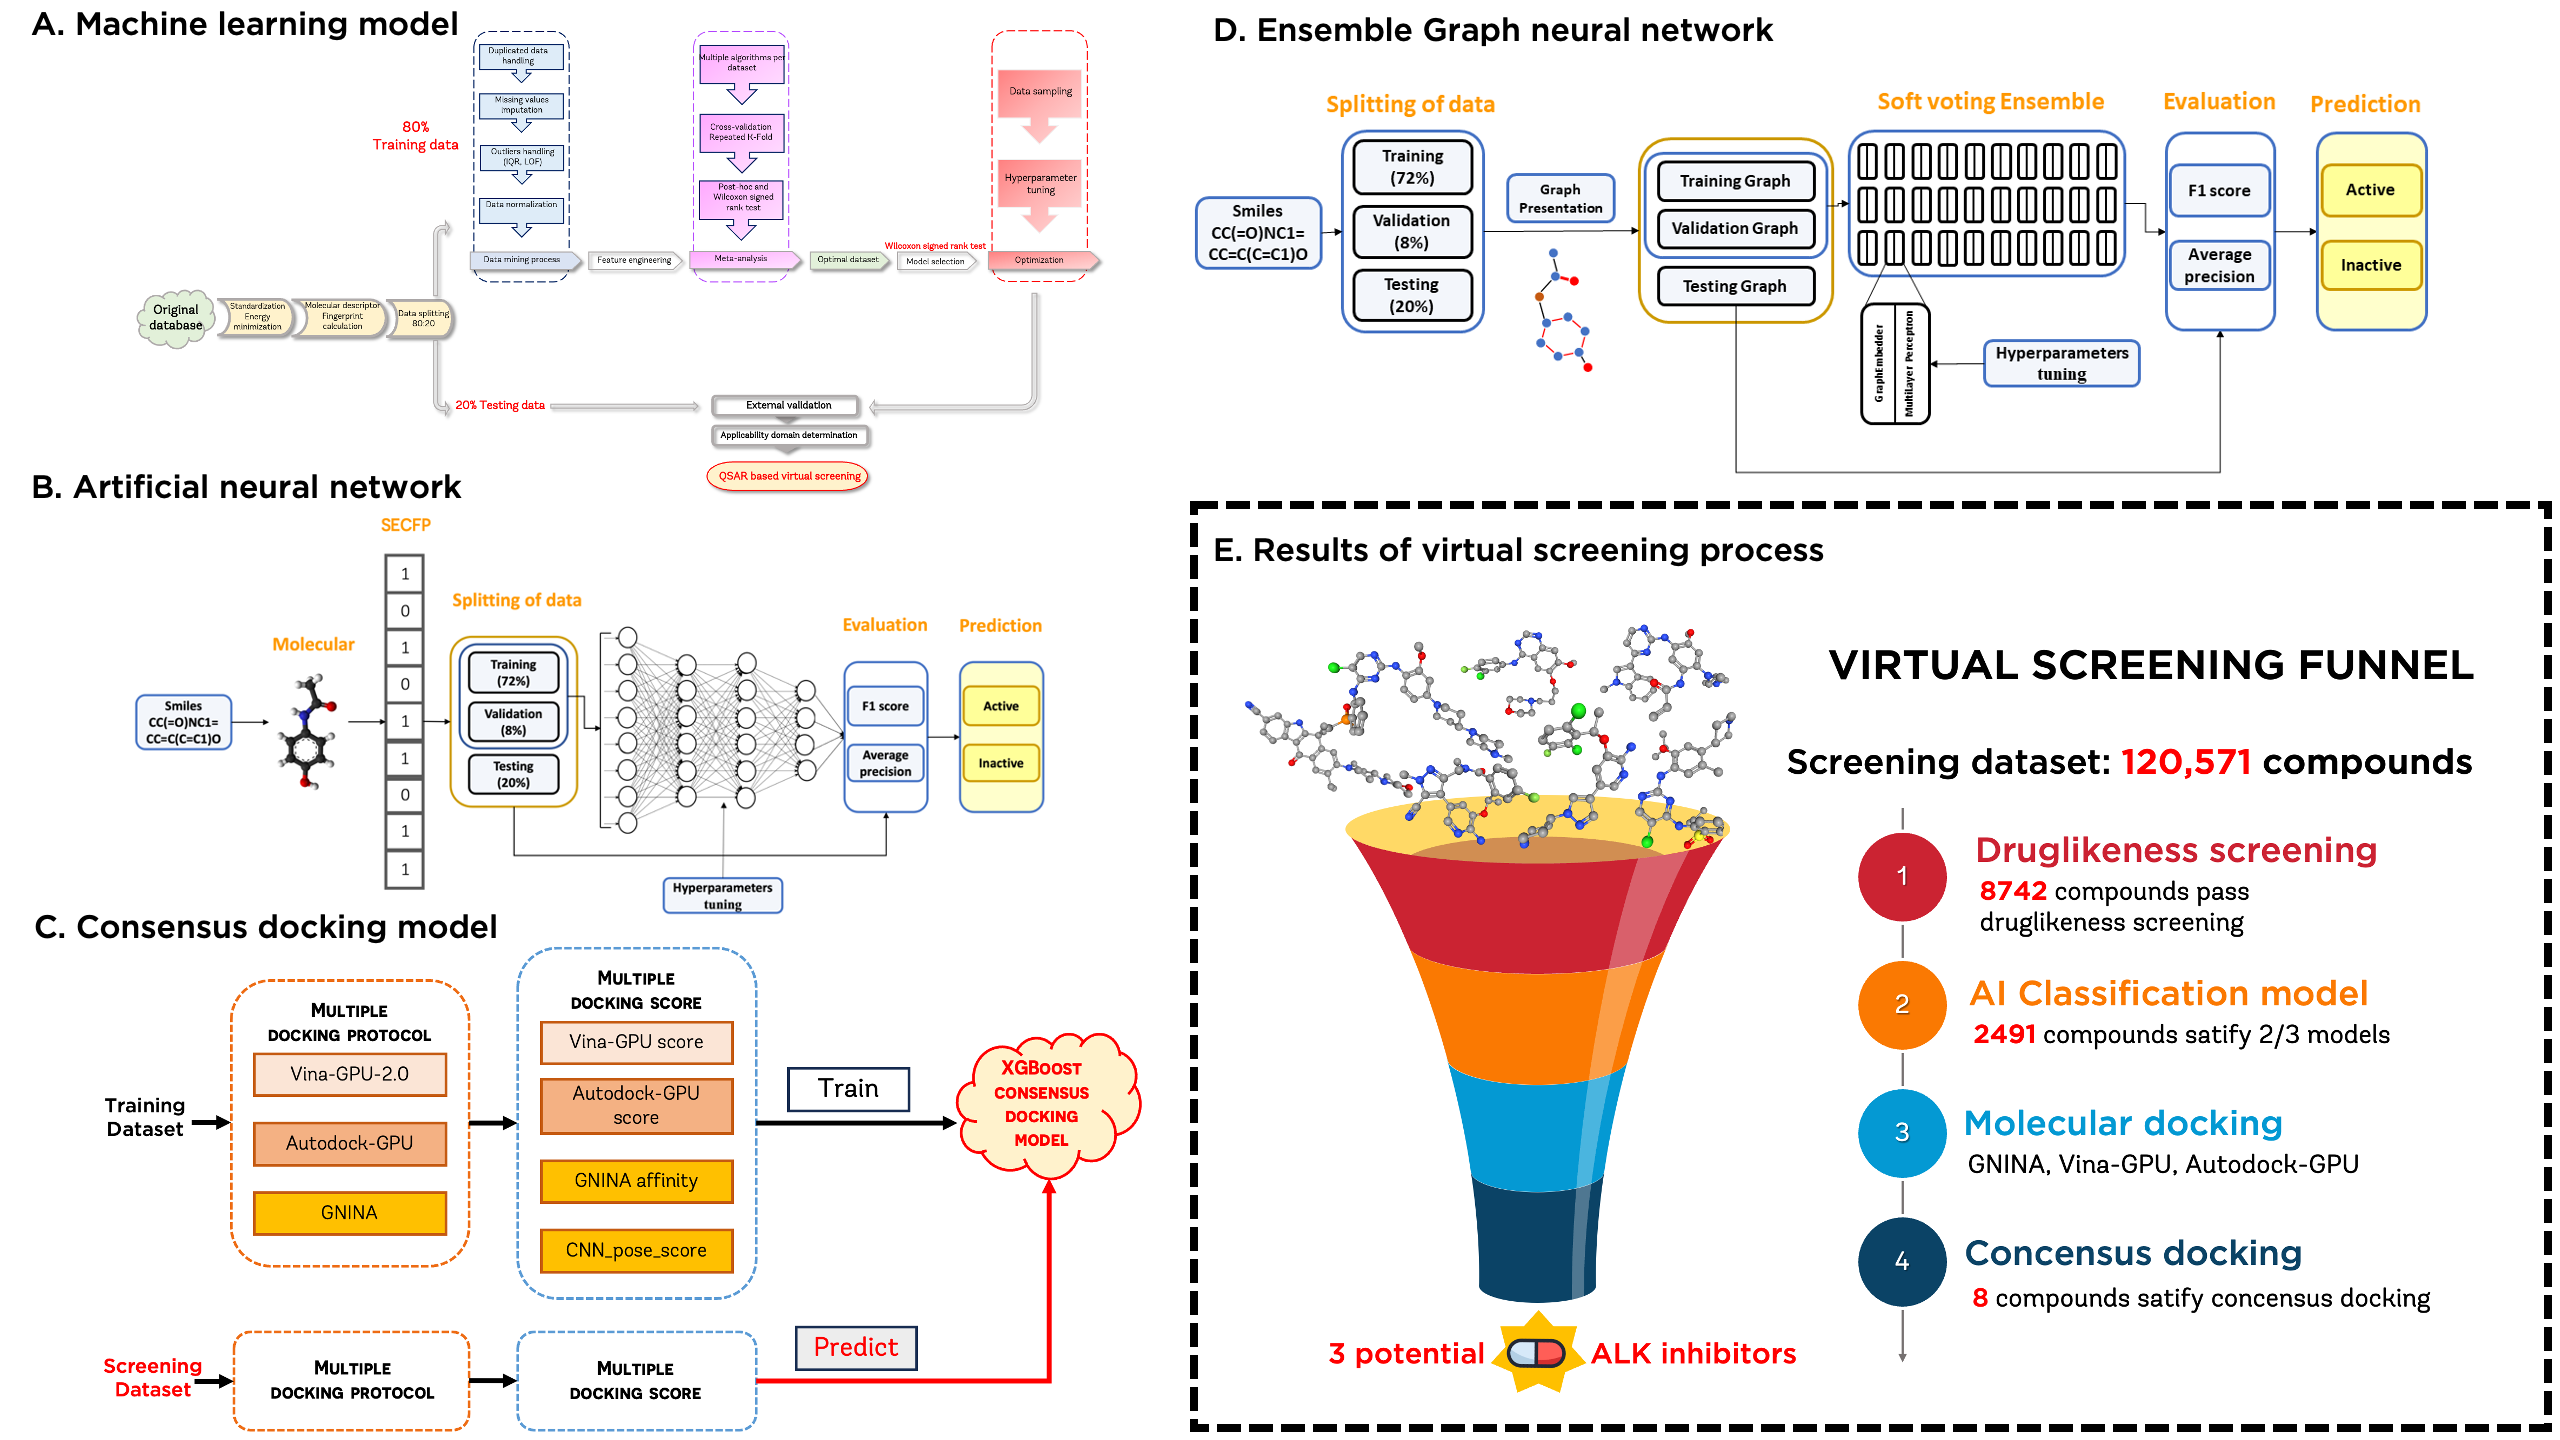 A. Machine learning model
Duplicated data
handling
Missing values
imputation
Outliers handling
(IQR, LOF)
Data normalization
Data mining process
Feature engineering
Multiple algorithms per
dataset
Cross-validation
Repeated K-Fold
Post-hoc and
Wilcoxon signed
rank test
Meta-analysis
Optimal dataset
Wilcoxon signed rank test
Model selection
Data sampling
Hyperparameter
tuning
Optimization
80%
Training data
Original
database
Standardization
Energy
minimization
Molecular descriptor
Fingerprint
calculation
Data splitting
80:20
20% Testing data
External validation
Applicability domain determination
QSAR based virtual screening
B. Artificial neural network
SECFP
1
0
1
0
1
1
0
1
1
Molecular
Smiles
CC(=O)NC1=
CC=C(C=C1)O
Splitting of data
Training
(72%)
Validation
(8%)
Testing
(20%)
Hyperparameters
tuning
Evaluation
F1 score
Average
precision
Prediction
Active
Inactive
C. Consensus docking model
Training
Dataset
MULTIPLE
DOCKING PROTOCOL
Vina-GPU-2.0
Autodock-GPU
GNINA
MULTIPLE
DOCKING SCORE
Vina-GPU score
Autodock-GPU
score
GNINA affinity
CNN_pose_score
Train
XGBOOST
CONSENSUS
DOCKING
MODEL
Screening
Dataset
MULTIPLE
DOCKING PROTOCOL
MULTIPLE
DOCKING SCORE
Predict
D. Ensemble Graph neural network
Smiles
CC(=O)NC1=
CC=C(C=C1)O
Splitting of data
Training
(72%)
Validation
(8%)
Testing
(20%)
Graph
Presentation
Training Graph
Validation Graph
Testing Graph
Soft voting Ensemble
GraphEmbedder
Multilayer Perceptron
Hyperparameters
tuning
Evaluation
F1 score
Average
precision
Prediction
Active
Inactive
E. Results of virtual screening process
VIRTUAL SCREENING FUNNEL
Screening dataset: 120,571 compounds
1
Druglikeness screening
8742 compounds pass
druglikeness screening
2
AI Classification model
2491 compounds satify 2/3 models
3
Molecular docking
GNINA, Vina-GPU, Autodock-GPU
4
Concensus docking
8 compounds satify concensus docking
3 potential ALK inhibitors